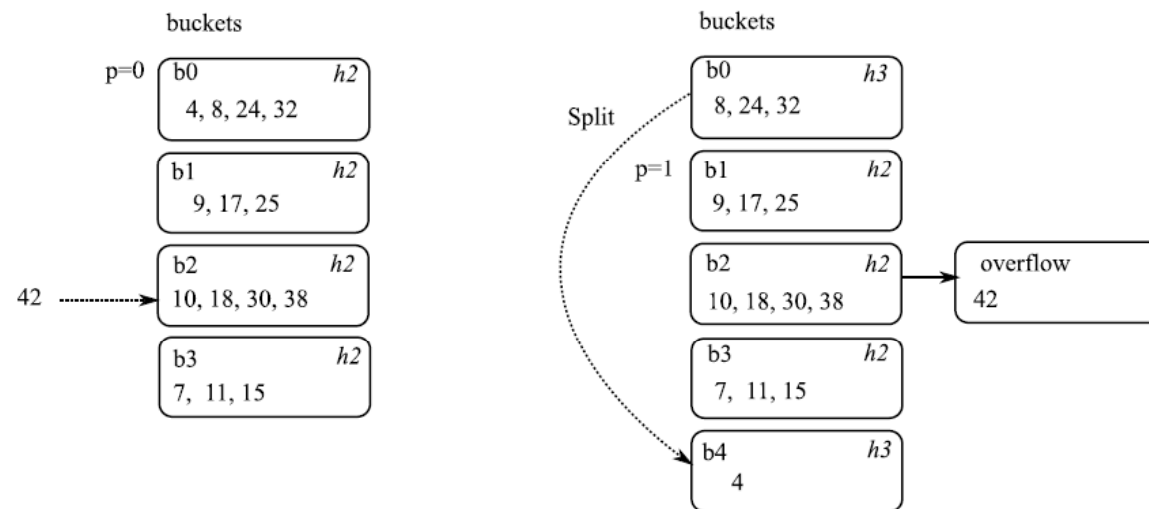 buckets
p=0
b0 h2
4, 8, 24, 32
b1 h2
9, 17, 25
42
b2 h2
10, 18, 30, 38
b3 h2
7, 11, 15
buckets
Split
b0 h3
8, 24, 32
p=1
b1 h2
9, 17, 25
b2 h2
10, 18, 30, 38
overflow
42
b3 h2
7, 11, 15
b4 h3
4